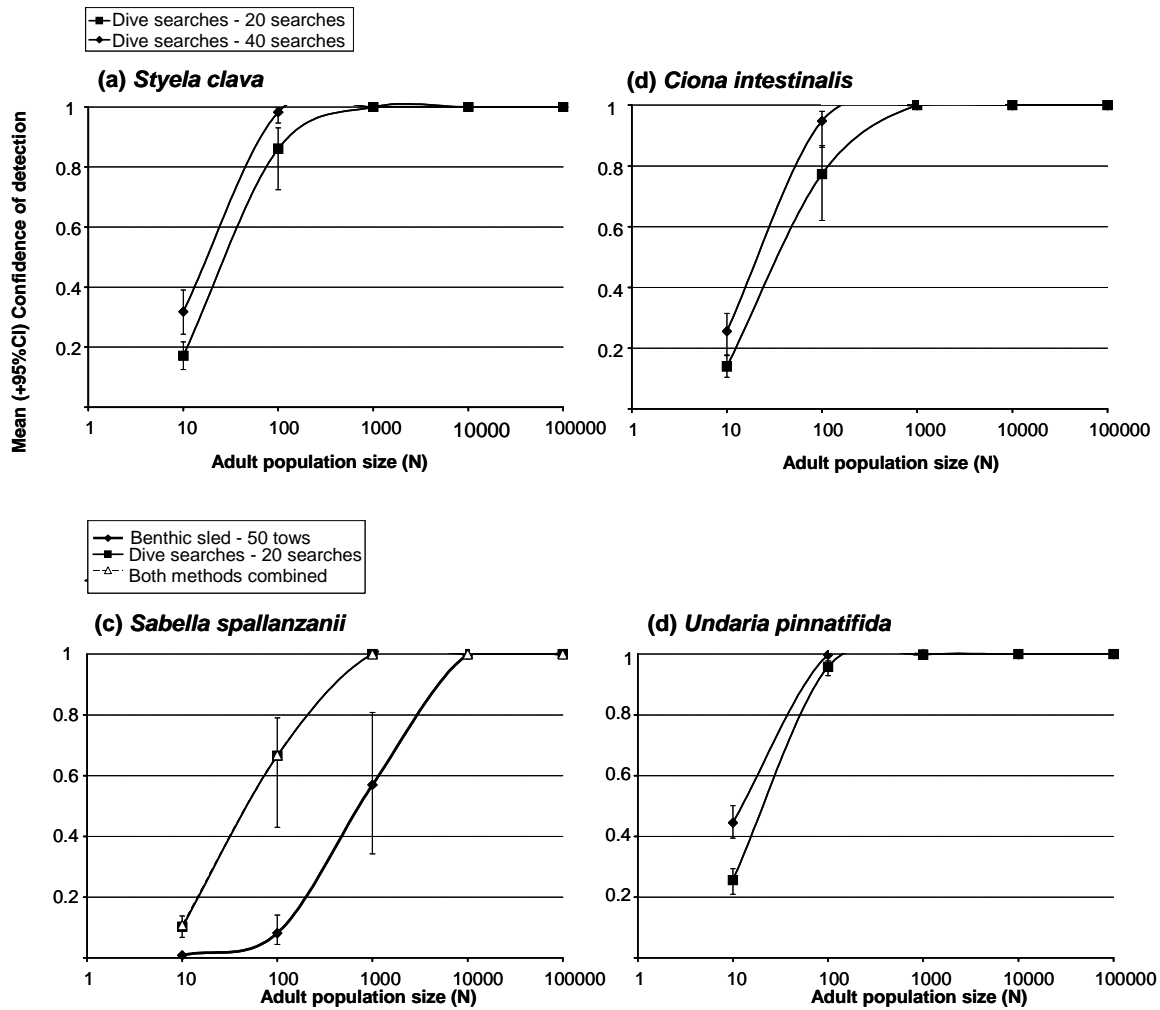 Dive searches - 20 searches
Dive searches - 40 searches
(a) Styela clava
(d) Ciona intestinalis
Mean (+95%CI) Confidence of detection
1
0.8
0.6
0.4
0.2
1 10 100 1000 10000 100000
Adult population size (N)
1
0.8
0.6
0.4
0.2
1 10 100 1000 10000 100000
Adult population size (N)
Benthic sled - 50 tows
Dive searches - 20 searches
Both methods combined
(c) Sabella spallanzanii
(d) Undaria pinnatifida
1
0.8
0.6
0.4
0.2
1 10 100 1000 10000 100000
Adult population size (N)
1
0.8
0.6
0.4
0.2
1 10 100 1000 10000 100000
Adult population size (N)